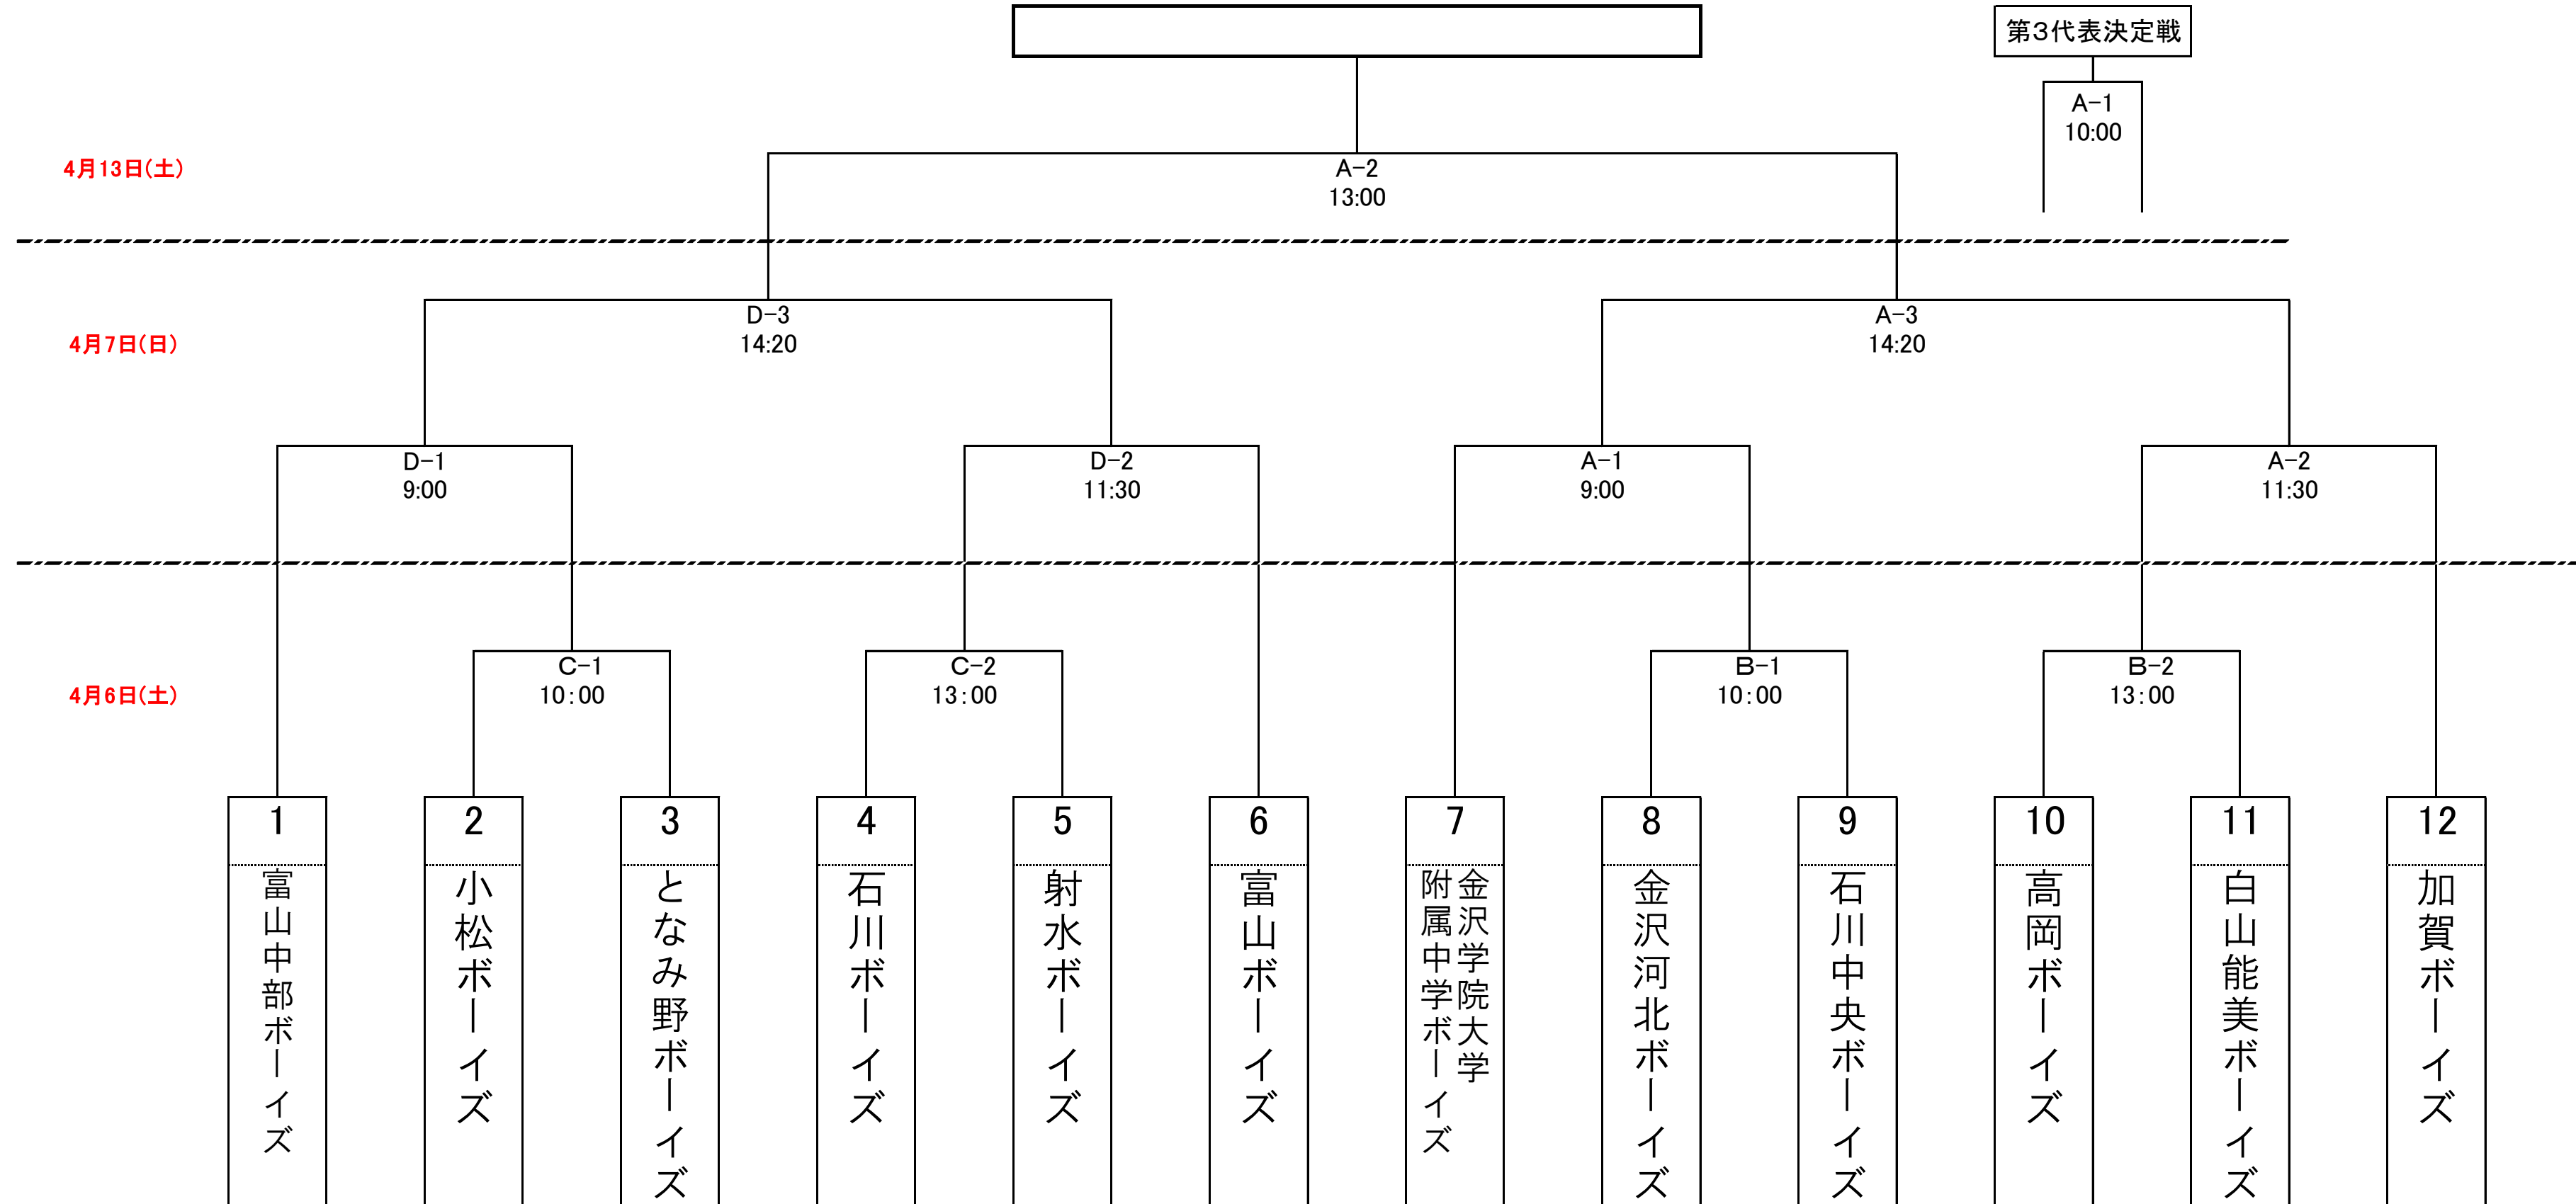 第3代表決定戦
A-1
10:00
4月13日(土)
A-2
13:00
D-3
14:20
A-3
14:20
4月7日(日)
D-1
9:00
D-2
11:30
A-1
9:00
A-2
11:30
C-1
10:00
C-2
13:00
B-1
10:00
B-2
13:00
4月6日(土)
1
富山中部ボーイズ
2
小松ボーイズ
3
となみ野ボーイズ
4
石川ボーイズ
5
射水ボーイズ
6
富山ボーイズ
7
金沢学院大学
附属中学ボーイズ
8
金沢河北ボーイズ
9
石川中央ボーイズ
10
高岡ボーイズ
11
白山能美ボーイズ
12
加賀ボーイズ